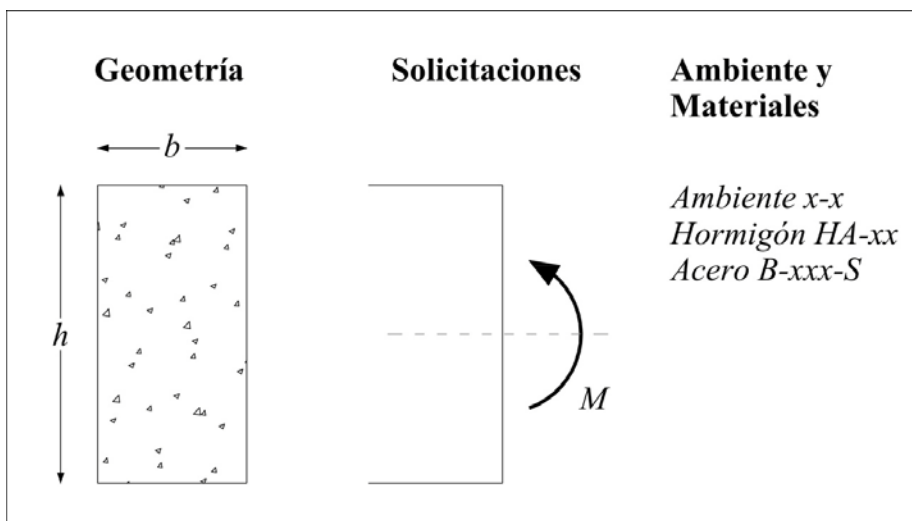 Geometría
Solicitaciones
Ambiente y
Materiales
b
h
M
Ambiente x-x
Hormigón HA-xx
Acero B-xxx-S